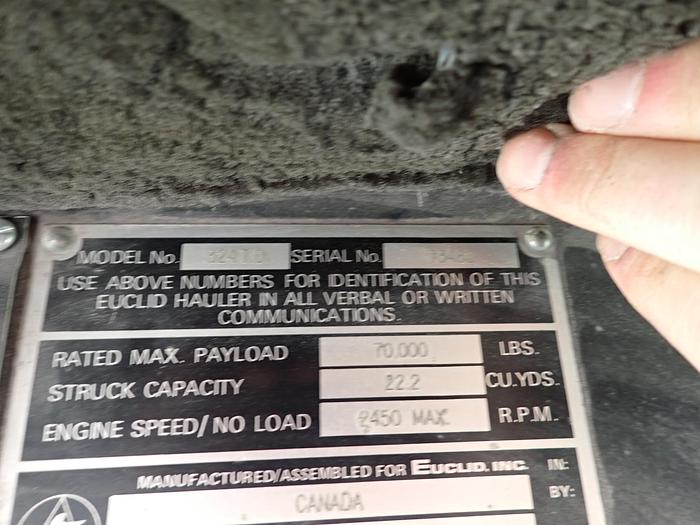 MODEL No. SERIAL No.
USE ABOVE NUMBERS FOR IDENTIFICATION OF THIS
EUCLID HAULER IN ALL VERBAL OR WRITTEN
COMMUNICATIONS.
RATED MAX. PAYLOAD 70,000 LBS.
STRUCK CAPACITY 22.2 CU.YDS.
ENGINE SPEED/NO LOAD 2450 MAX. R.P.M.
MANUFACTURED/ASSEMBLED FOR EUCLID, INC. IN:
BY:
CANADA